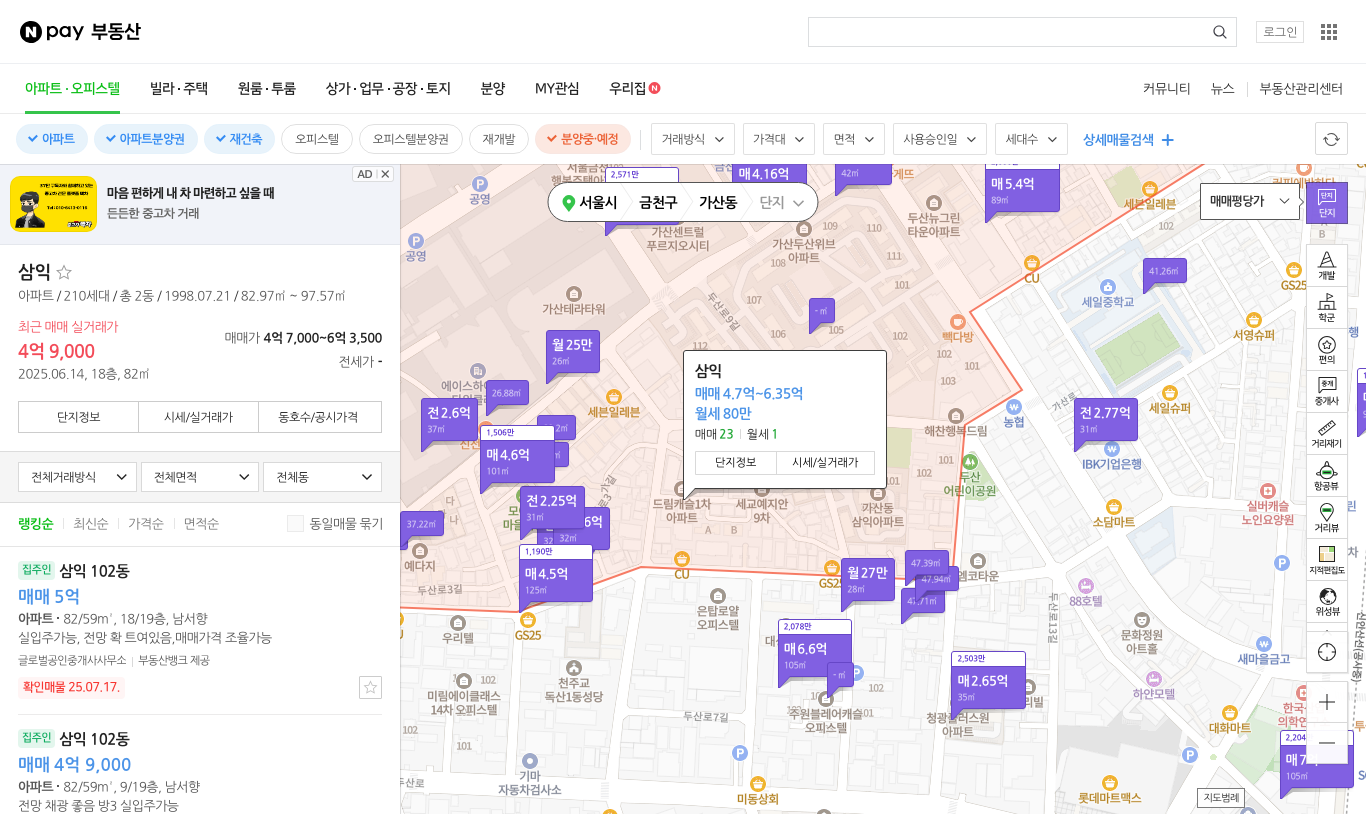 N pay 부동산
로그인
아파트·오피스텔 빌라·주택 원룸·투룸 상가·업무·공장·토지 분양 MY관심 우리집 N
커뮤니티 뉴스 부동산관리센터
아파트 아파트분양권 재건축 오피스텔 오피스텔분양권 재개발 분양중·예정
거래방식 가격대 면적 사용승인일 세대수 상세매물검색
AD
마음 편하게 내 차 마련하고 싶을 때
든든한 중고차 거래
삼익
아파트 / 210세대 / 총 2동 / 1998.07.21 / 82.97㎡ ~ 97.57㎡
최근 매매 실거래가
4억 9,000
2025.06.14, 18층, 82㎡
매매가 4억 7,000~6억 3,500
전세가 -
단지정보 시세/실거래가 동호수/공시가격
전체거래방식 전체면적 전체동
랭킹순 최신순 가격순 면적순 동일매물 묶기
집주인 삼익 102동
매매 5억
아파트 · 82/59㎡, 18/19층, 남서향
실입주가능, 전망 확 트여있음,매매가격 조율가능
글로벌공인중개사사무소 부동산뱅크 제공
확인매물 25.07.17.
집주인 삼익 102동
매매 4억 9,000
아파트 · 82/59㎡, 9/19층, 남서향
전망 채광 좋음 방3 실입주가능
서울시 금천구 가산동 단지
매매평당가
단지
개발
학군
편의
중개
중개사
거리재기
항공뷰
거리뷰
지적편집도
위성뷰
지도범례
삼익
매매 4.7억~6.35억
월세 80만
매매 23 월세 1
단지정보 시세/실거래가
2,571만
매 4.16억
42㎡
매 5.4억
89㎡
공영
공영
가산센트럴
푸르지오시티
가산두산위브
아파트
두산뉴그린
타운아파트
세븐일레븐
102
B
CU
41.26㎡
세일중학교
GS25
서영슈퍼
108
111
101
107
106
105
- ㎡
두산로9길
가산테라타워
빽다방
월 25만
26㎡
112
102
101
102
103
에이스하이
26.88㎡
세븐일레븐
전 2.6억
37㎡
1,506만
매 4.6억
101㎡
해찬행복드림
농협
가산로
전 2.77억
31㎡
세일슈퍼
IBK기업은행
두산
어린이공원
102
101
전 2.25억
31㎡
32㎡
드림캐슬1차
아파트
세교예지안
9차
가산동
삼익아파트
A B
소담마트
실버케어
노인요양원
37.22㎡
예다지
1,190만
매 4.5억
125㎡
두산로3길
CU
GS25
월 27만
28㎡
47.39㎡
47.94㎡
47.71㎡
엠코타운
88호텔
우리텔
GS25
은탑로얄
오피스텔
2,078만
매 6.6억
105㎡
- ㎡
두산로13길
문화정원
아트홀
새마을금고
천주교
독산1동성당
미림에이클래스
14차 오피스텔
두산로7길
주원블레어캐슬
오피스텔
102
2,503만
매 2.65억
35㎡
청광플러스원
아파트
하얀모텔
대화마트
102
101
기마
자동차검사소
미동상회
롯데마트맥스
105㎡